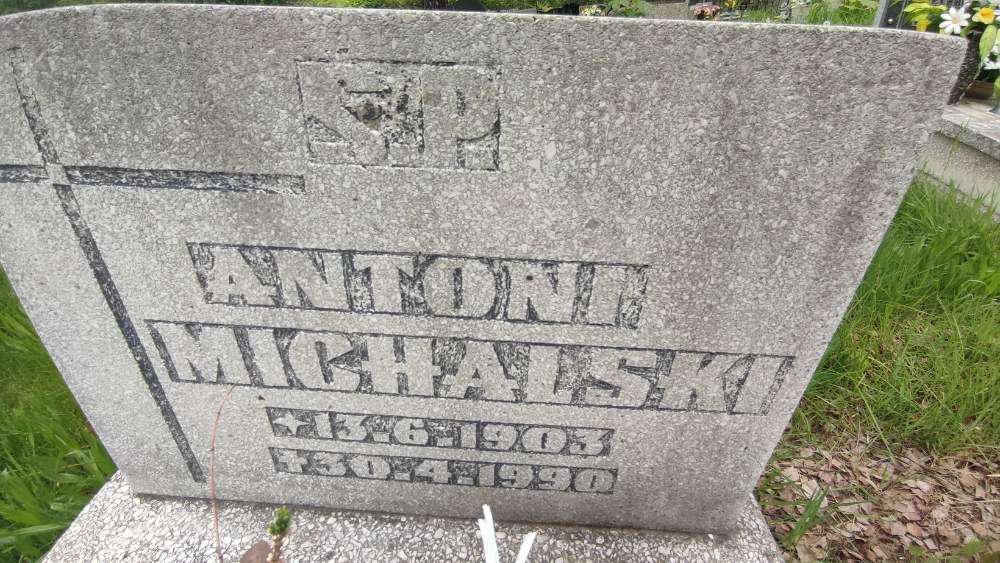 ŚP
ANTONI
MICHALSKI
*13-6-1903
†30-4-1990